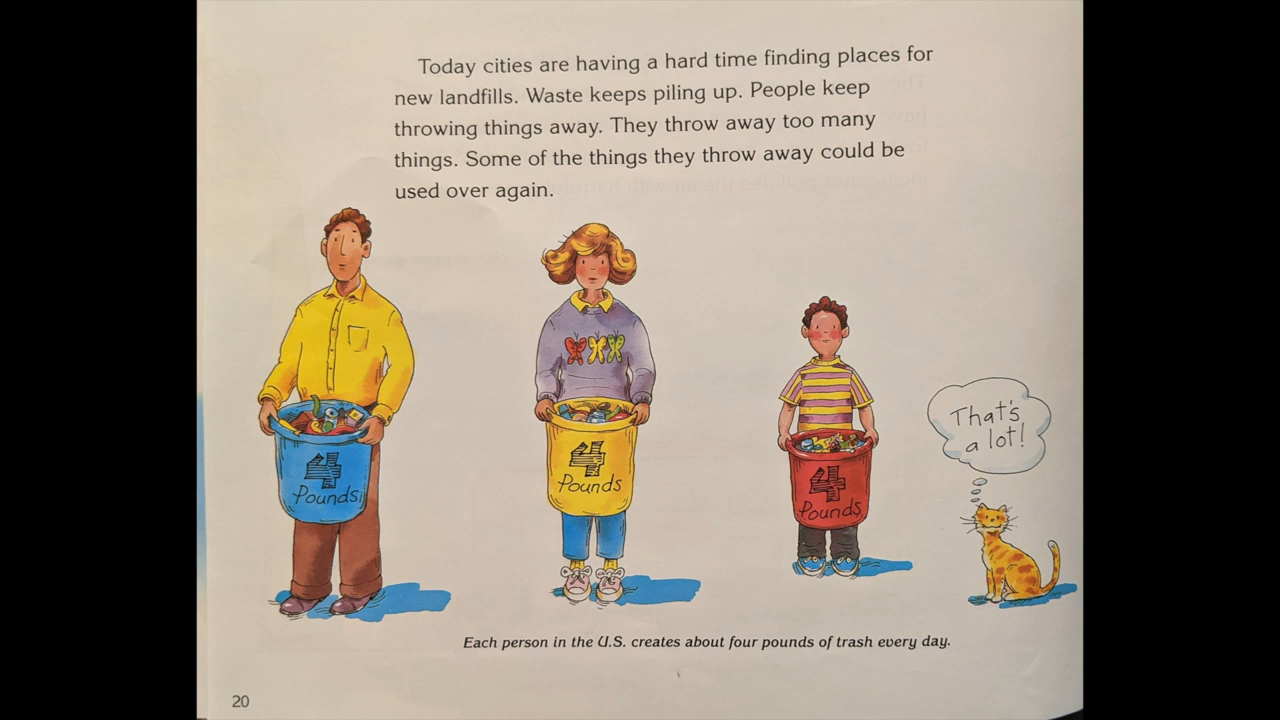 Today cities are having a hard time finding places for
new landfills. Waste keeps piling up. People keep
throwing things away. They throw away too many
things. Some of the things they throw away could be
used over again.
That's
a lot!
4
Pounds
4
Pounds
4
Pounds
Each person in the U.S. creates about four pounds of trash every day.
20